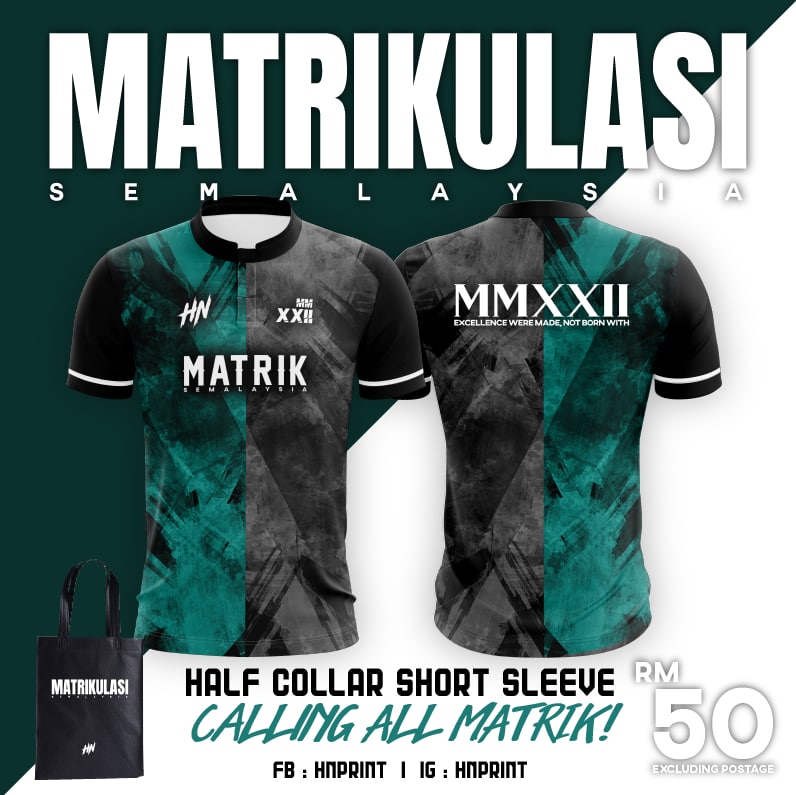 MATRIKULASI
SEMALAYSIA
HN
MM
XXII
MATRIK
SEMALAYSIA
MMXXII
EXCELLENCE WERE MADE, NOT BORN WITH
MATRIKULASI
SEMALAYSIA
HN
HALF COLLAR SHORT SLEEVE
CALLING ALL MATRIK!
FB : HNPRINT I IG : HNPRINT
RM
50
EXCLUDING POSTAGE